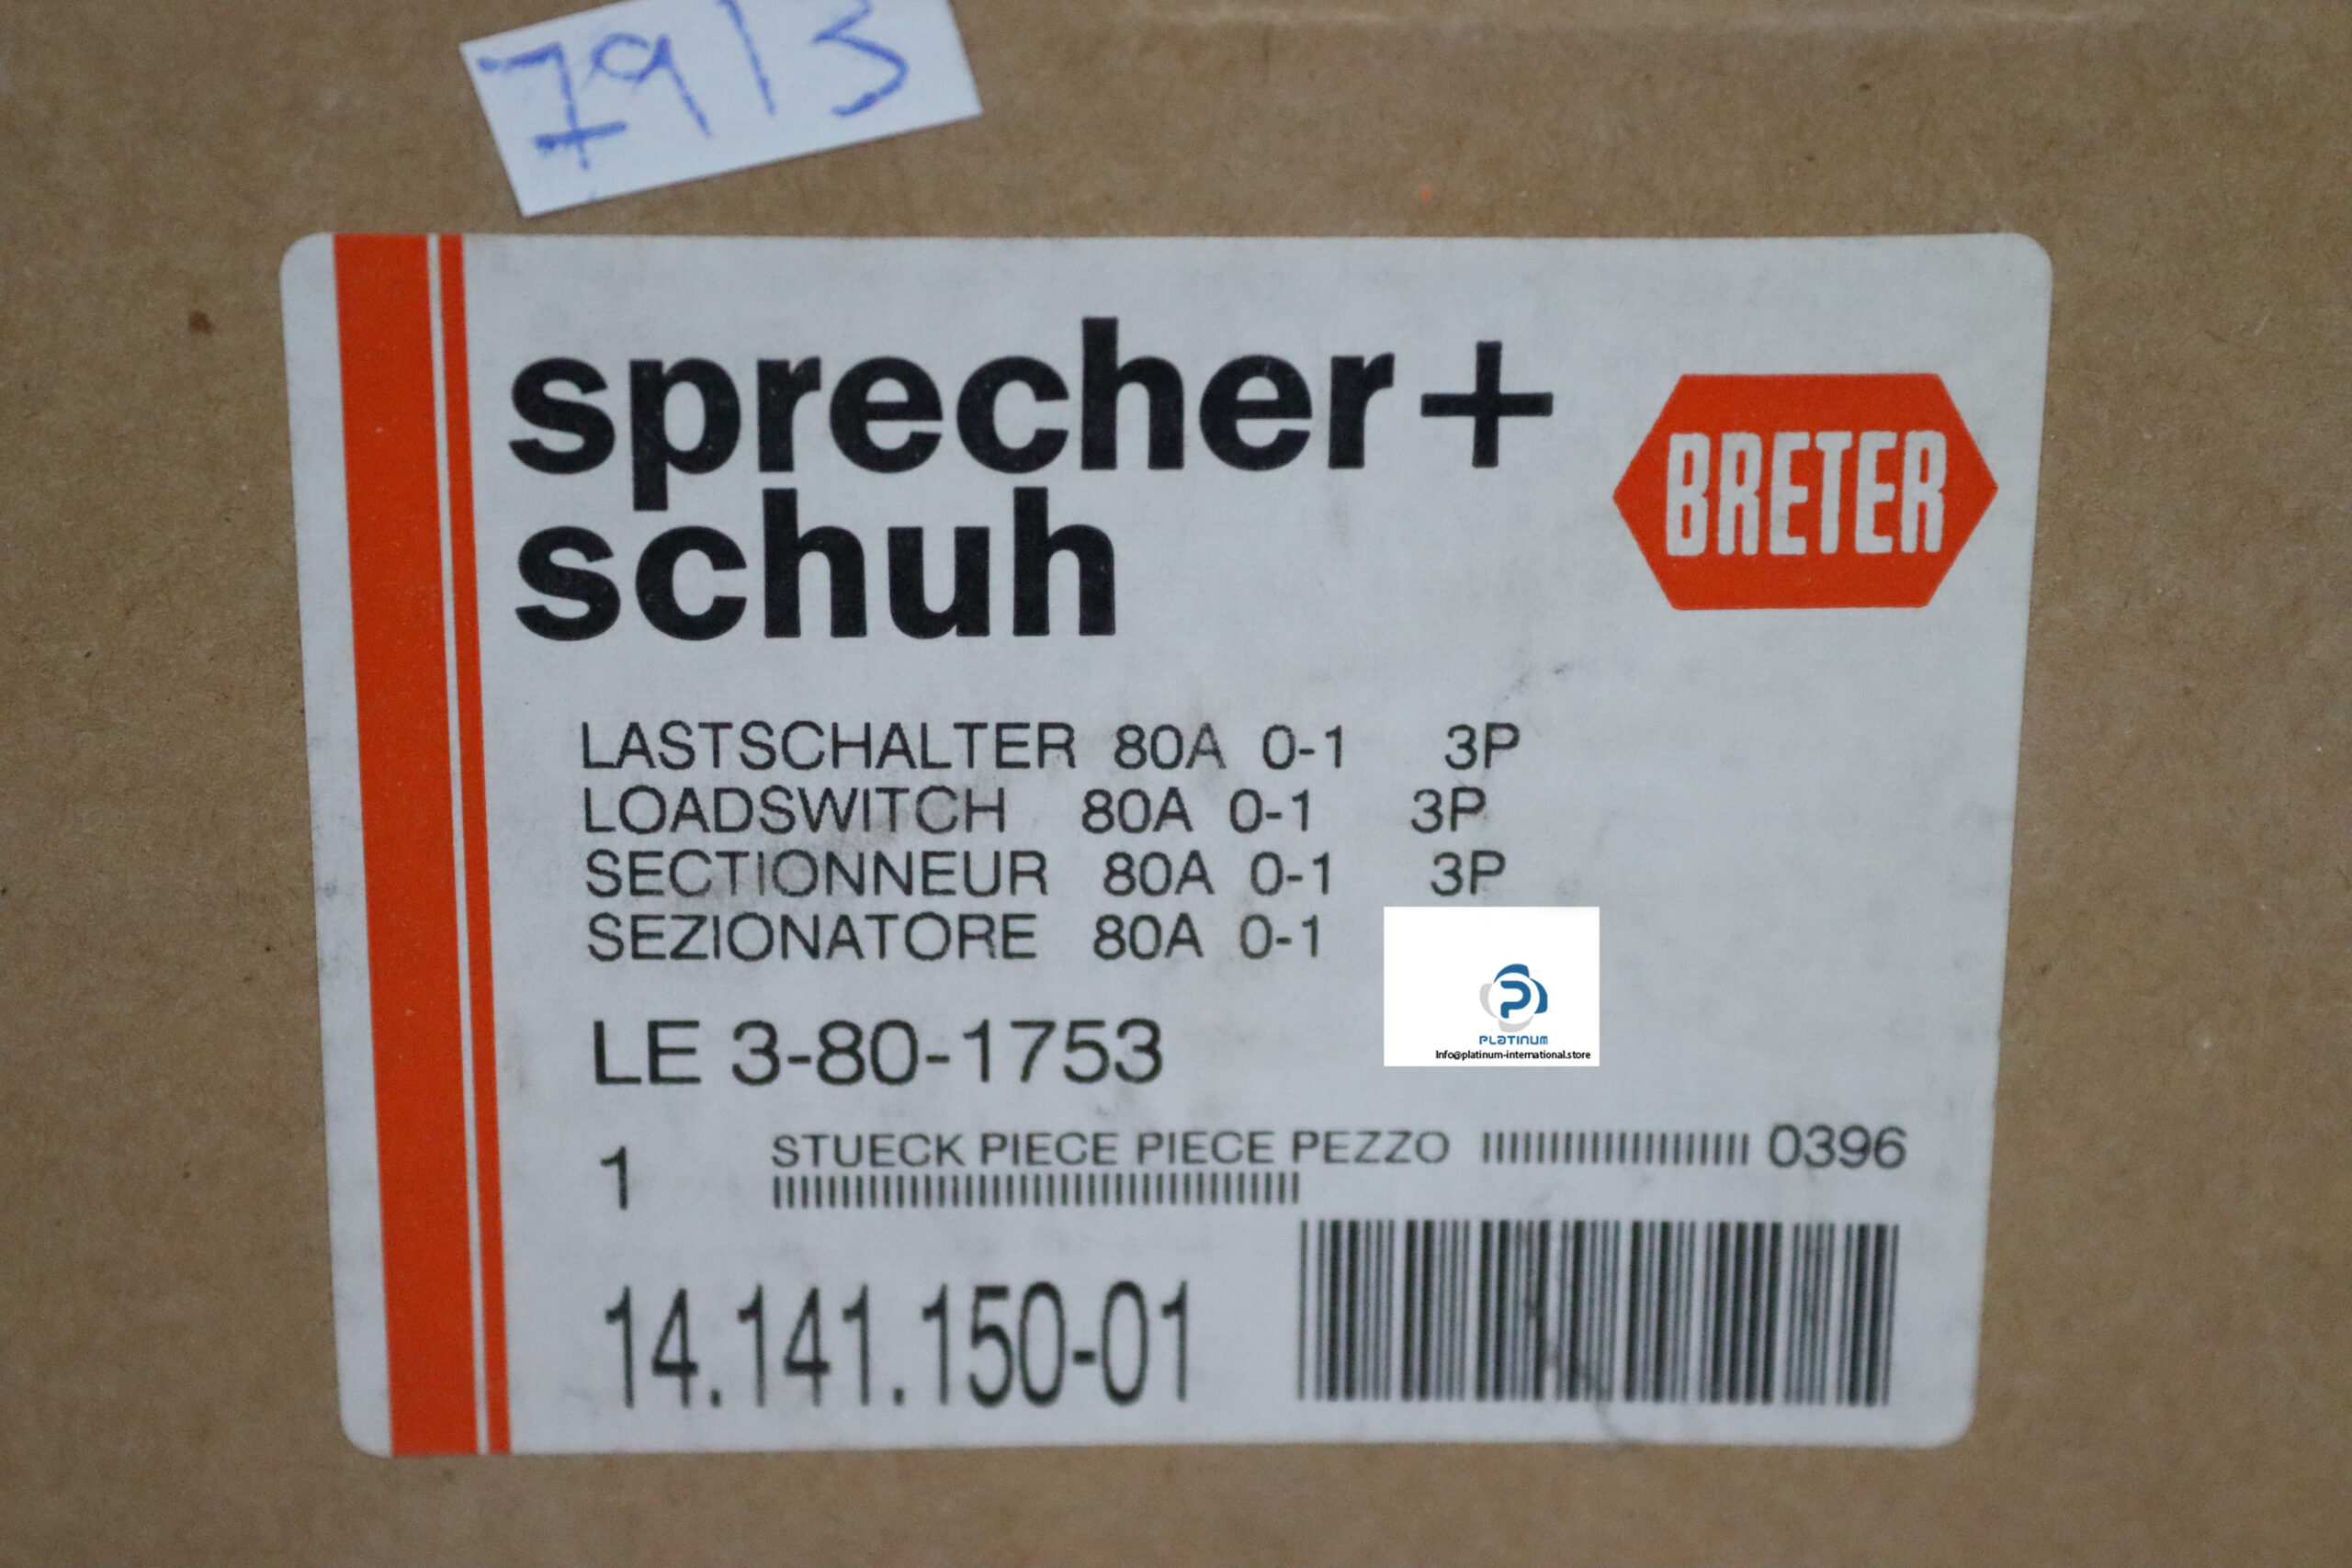 7913
sprecher+
schuh
BRETER
LASTSCHALTER 80A 0-1 3P
LOADSWITCH 80A 0-1 3P
SECTIONNEUR 80A 0-1 3P
SEZIONATORE 80A 0-1
PLATINUM
Info@platinum-international.store
LE 3-80-1753
1 STUECK PIECE PIECE PEZZO 0396
14.141.150-01